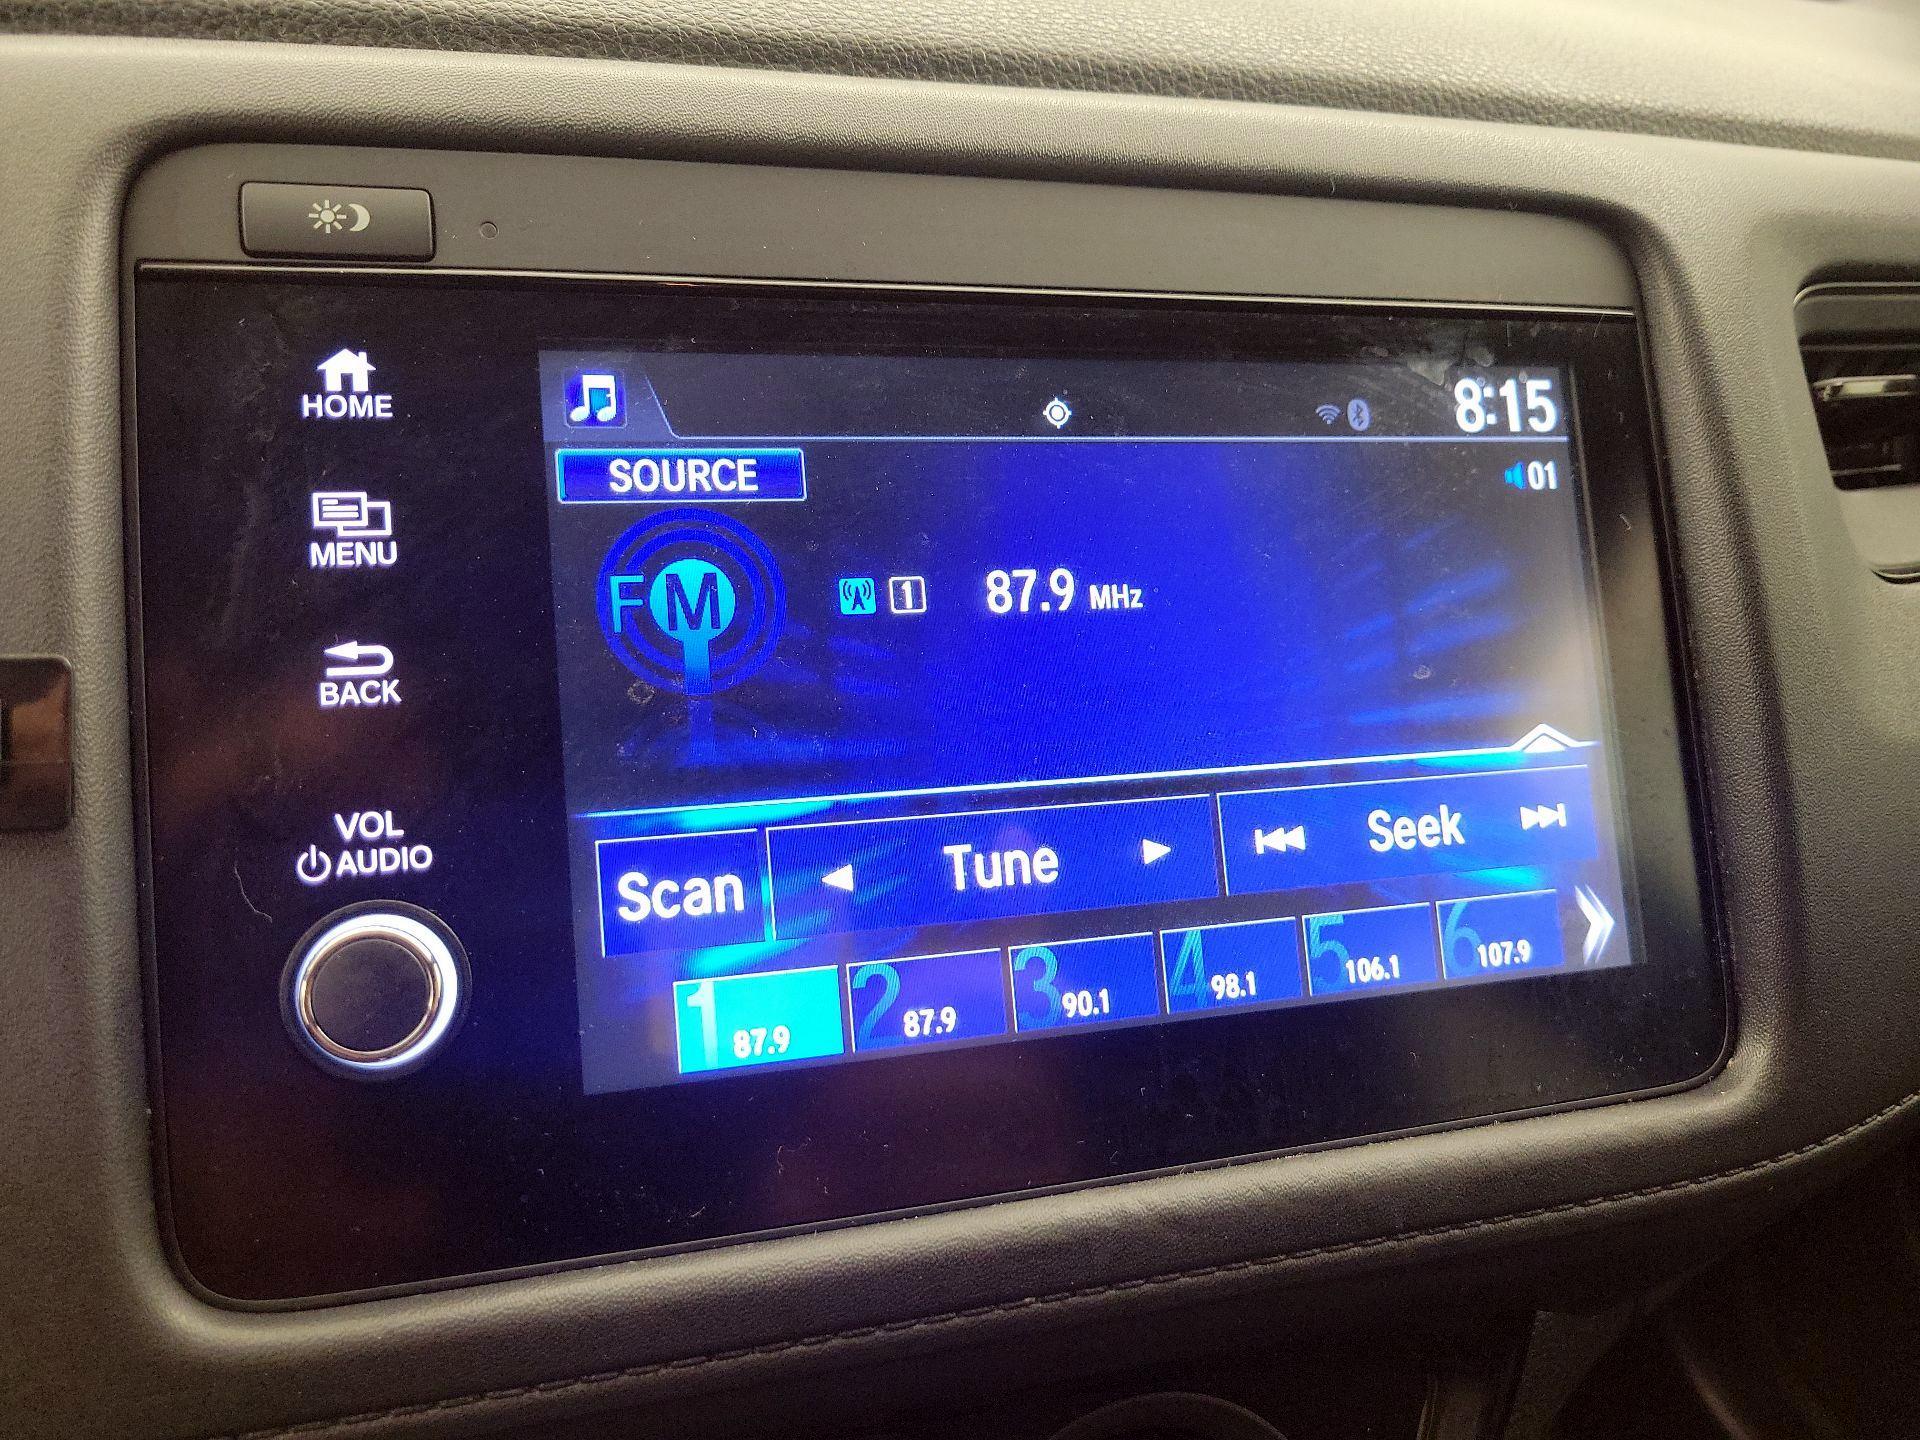 HOME
MENU
BACK
VOL
AUDIO
8:15
SOURCE
01
FM
1
87.9 MHz
Scan
Tune
Seek
1 87.9
2 87.9
3 90.1
4 98.1
5 106.1
6 107.9